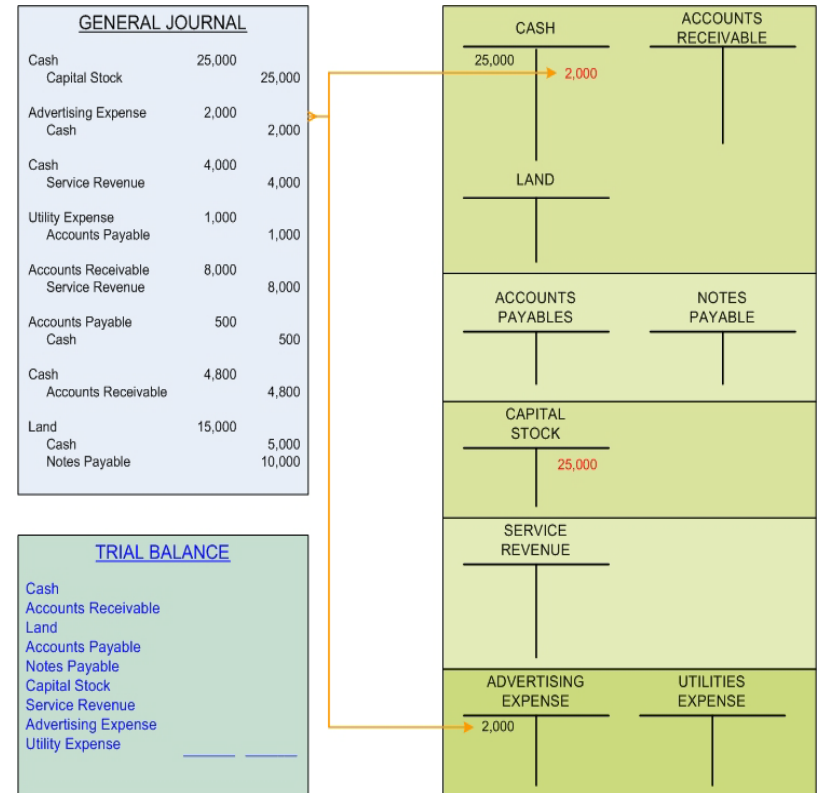 GENERAL JOURNAL
Cash 25,000
Capital Stock 25,000
Advertising Expense 2,000
Cash 2,000
Cash 4,000
Service Revenue 4,000
Utility Expense 1,000
Accounts Payable 1,000
Accounts Receivable 8,000
Service Revenue 8,000
Accounts Payable 500
Cash 500
Cash 4,800
Accounts Receivable 4,800
Land 15,000
Cash 5,000
Notes Payable 10,000
TRIAL BALANCE
Cash
Accounts Receivable
Land
Accounts Payable
Notes Payable
Capital Stock
Service Revenue
Advertising Expense
Utility Expense
CASH
25,000
2,000
ACCOUNTS
RECEIVABLE
LAND
ACCOUNTS
PAYABLES
NOTES
PAYABLE
CAPITAL
STOCK
25,000
SERVICE
REVENUE
ADVERTISING
EXPENSE
2,000
UTILITIES
EXPENSE